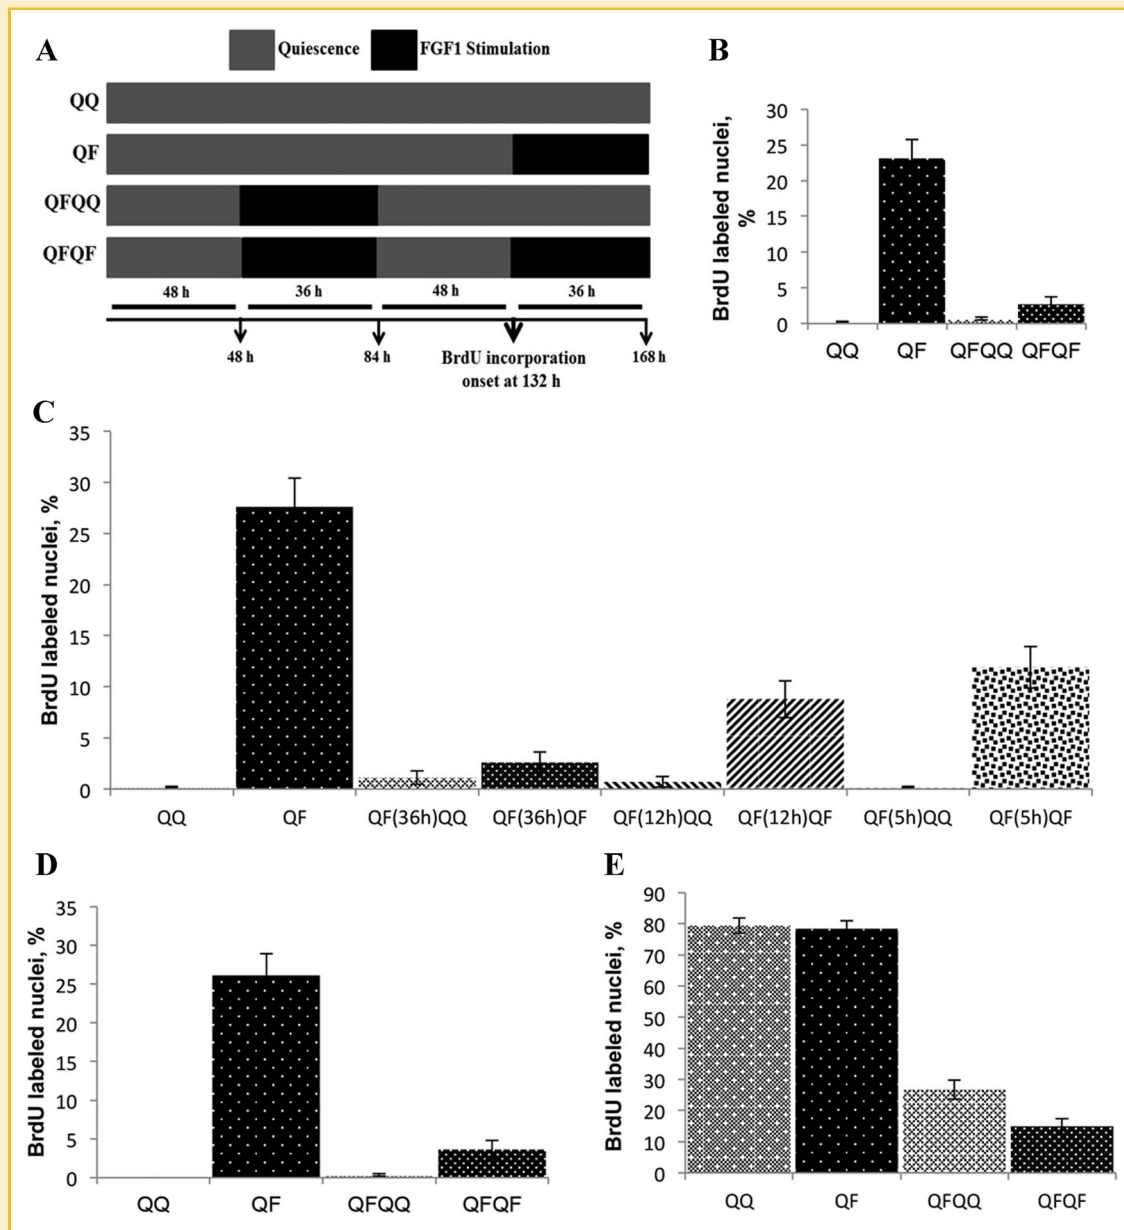 A
Quiescence
FGF1 Stimulation
QQ
QF
QFQQ
QFQF
48 h
36 h
48 h
36 h
48 h
84 h
BrdU incorporation
onset at 132 h
168 h
B
BrdU labeled nuclei,
%
30
25
20
15
10
5
0
QQ
QF
QFQQ
QFQF
C
BrdU labeled nuclei, %
35
30
25
20
15
10
5
0
QQ
QF
QF(36h)QQ
QF(36h)QF
QF(12h)QQ
QF(12h)QF
QF(5h)QQ
QF(5h)QF
D
BrdU labeled nuclei, %
35
30
25
20
15
10
5
0
QQ
QF
QFQQ
QFQF
E
BrdU labeled nuclei, %
90
80
70
60
50
40
30
20
10
0
QQ
QF
QFQQ
QFQF